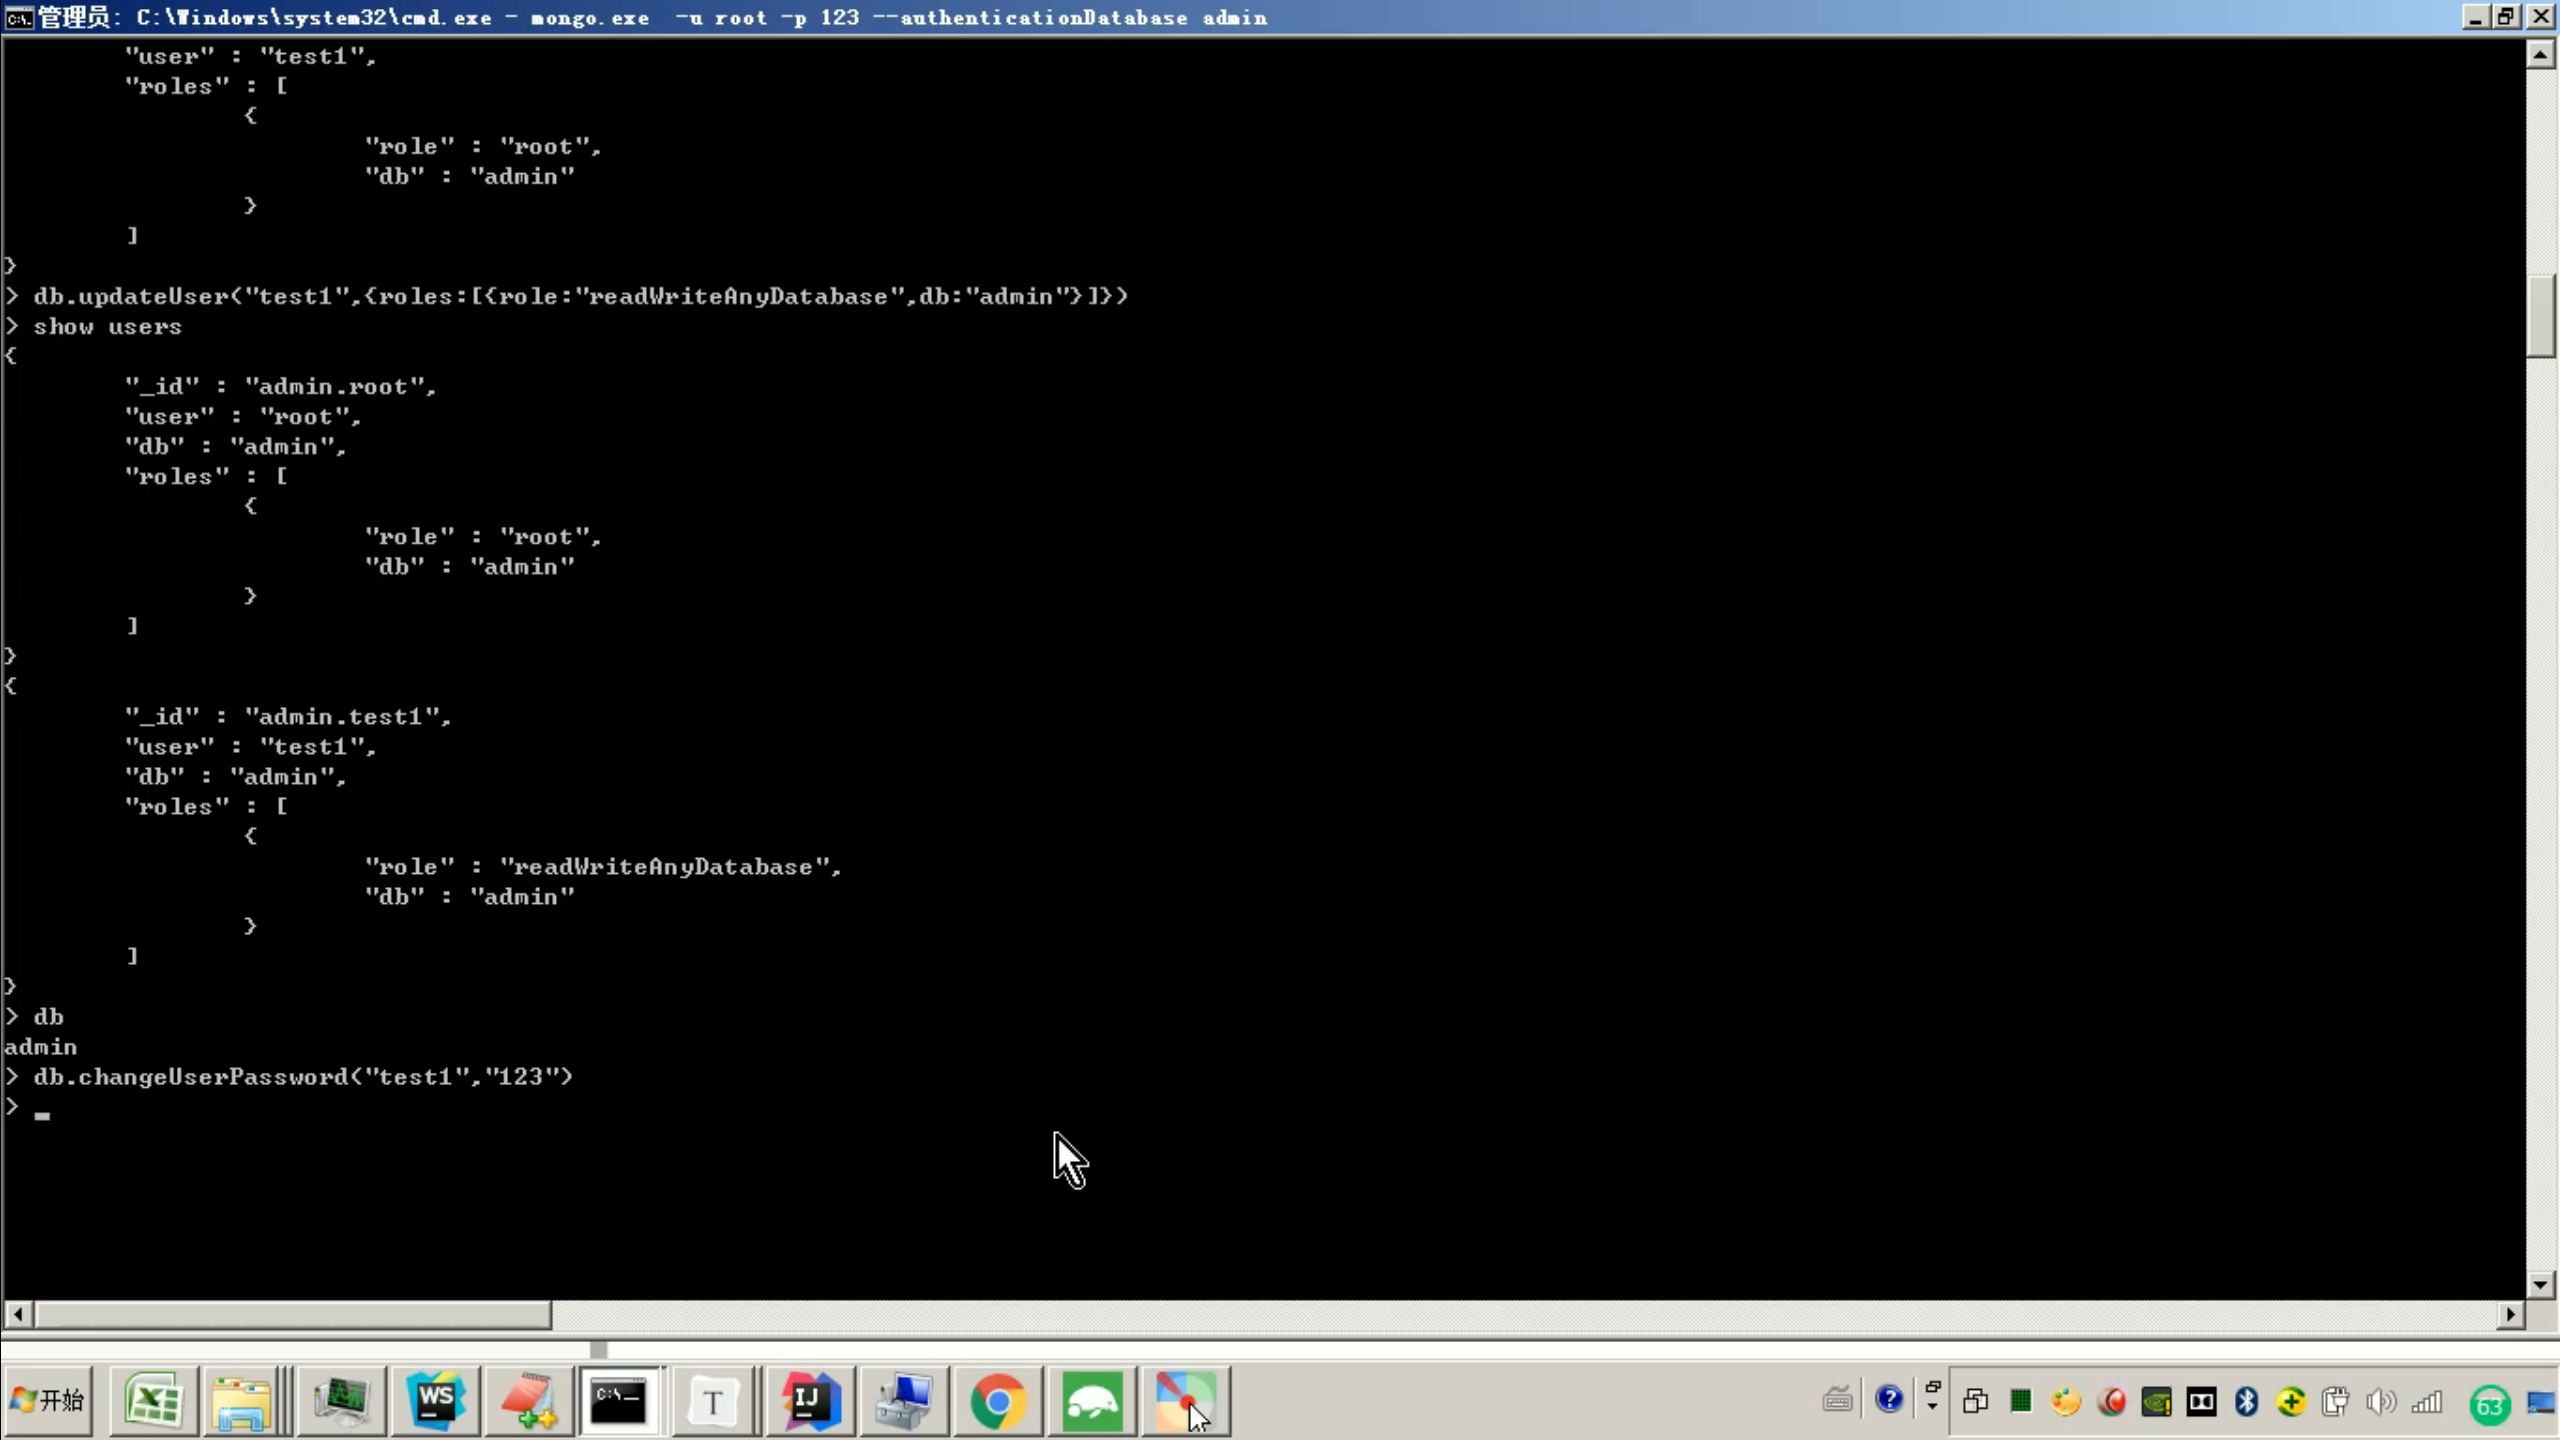 管理员: C:\Windows\system32\cmd.exe - mongo.exe  -u root -p 123 --authenticationDatabase admin
"user" : "test1",
"roles" : [
{
"role" : "root",
"db" : "admin"
}
]
}
> db.updateUser("test1",{roles:[{role:"readWriteAnyDatabase",db:"admin"}]})
> show users
{
"_id" : "admin.root",
"user" : "root",
"db" : "admin",
"roles" : [
{
"role" : "root",
"db" : "admin"
}
]
}
{
"_id" : "admin.test1",
"user" : "test1",
"db" : "admin",
"roles" : [
{
"role" : "readWriteAnyDatabase",
"db" : "admin"
}
]
}
> db
admin
> db.changeUserPassword("test1","123")
> _
开始
WS
C:\_
T
IJ
63